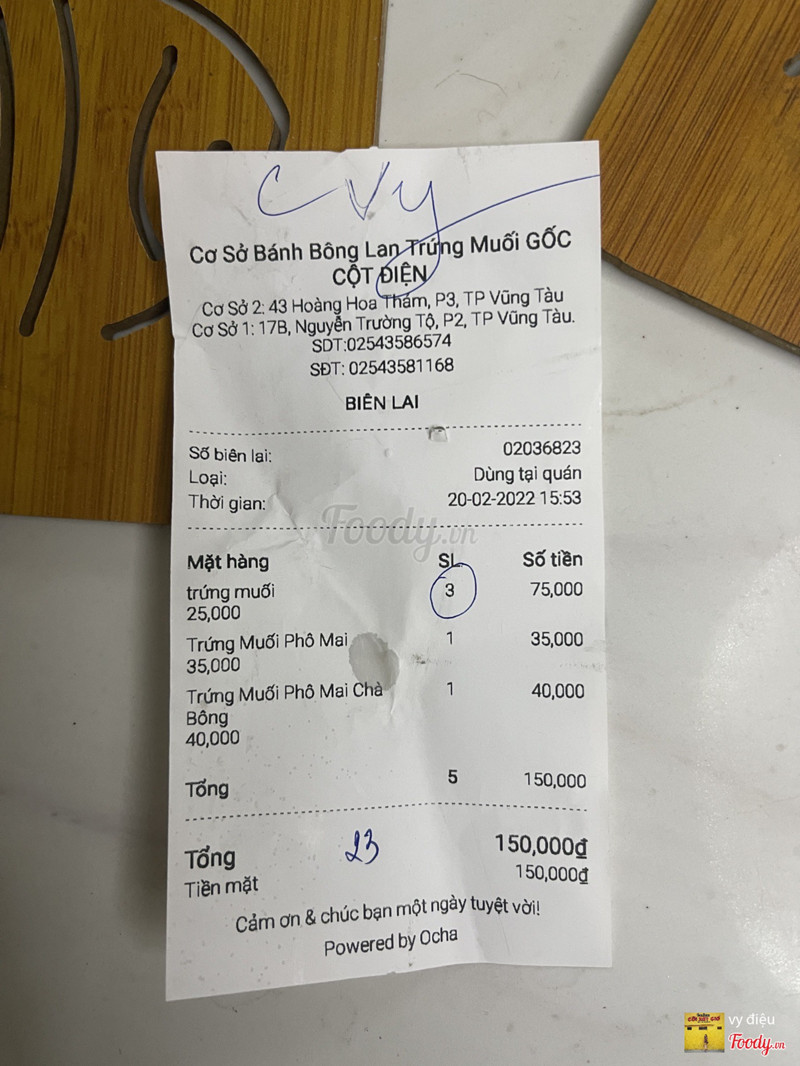 C Vy
Cơ Sở Bánh Bông Lan Trứng Muối GỐC
CỘT ĐIỆN
Cơ Sở 2: 43 Hoàng Hoa Thám, P3, TP Vũng Tàu
Cơ Sở 1: 17B, Nguyễn Trường Tộ, P2, TP Vũng Tàu.
SDT:02543586574
SĐT: 02543581168
BIÊN LAI
Số biên lai: 02036823
Loại: Dùng tại quán
Thời gian: 20-02-2022 15:53
Foody.vn
Mặt hàng SL Số tiền
trứng muối 3 75,000
25,000
Trứng Muối Phô Mai 1 35,000
35,000
Trứng Muối Phô Mai Chà 1 40,000
Bông
40,000
Tổng 5 150,000
Tổng 23 150,000₫
Tiền mặt 150,000₫
Cảm ơn & chúc bạn một ngày tuyệt vời!
Powered by Ocha
vy điệu
Foody.vn